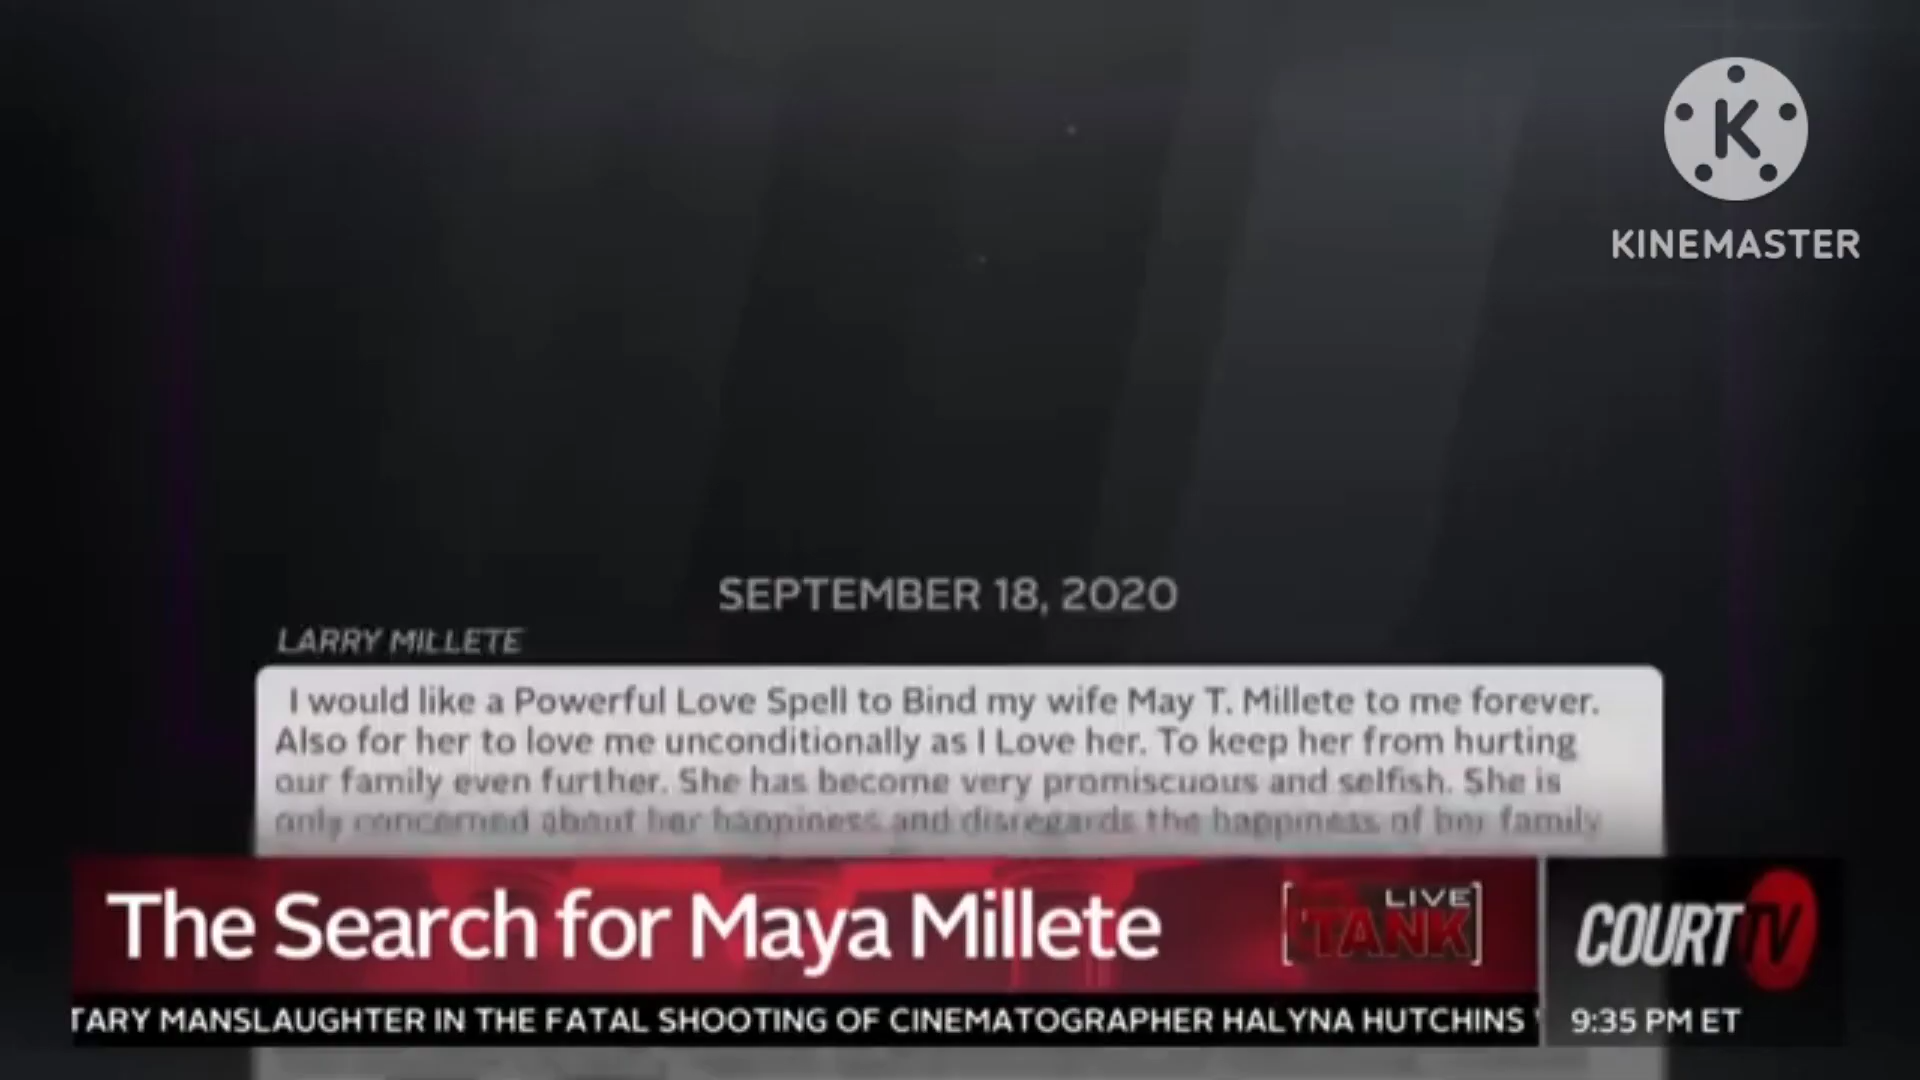 K
KINEMASTER
SEPTEMBER 18, 2020
LARRY MILLETE
I would like a Powerful Love Spell to Bind my wife May T. Millete to me forever.
Also for her to love me unconditionally as I Love her. To keep her from hurting
our family even further. She has become very promiscuous and selfish. She is
only concerned about her happiness and disregards the happiness of her family
The Search for Maya Millete
LIVE
TANK
COURT TV
TARY MANSLAUGHTER IN THE FATAL SHOOTING OF CINEMATOGRAPHER HALYNA HUTCHINS
9:35 PM ET